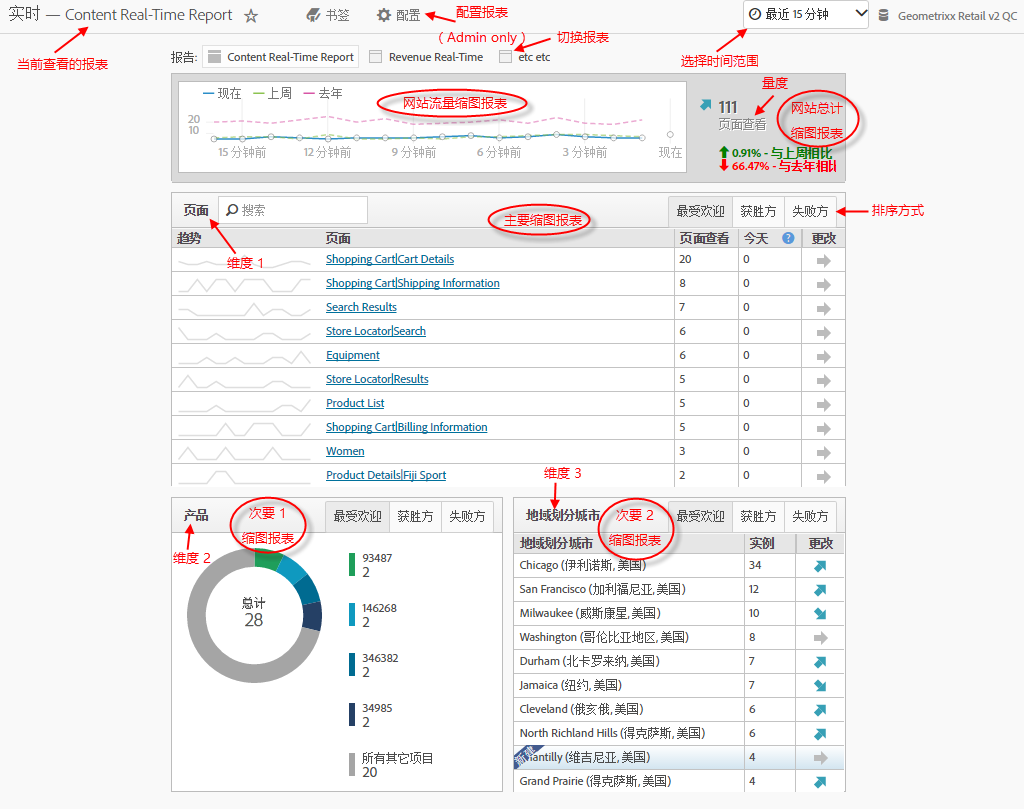 实时 — Content Real-Time Report ☆ 书签 配置 配置报表
( Admin only )
最近 15 分钟 Geometrixx Retail v2 QC
当前查看的报表
切换报表
选择时间范围
报告: Content Real-Time Report Revenue Real-Time etc etc
现在 上周 去年
网站流量缩图报表
20
10
15 分钟前 12 分钟前 9 分钟前 6 分钟前 3 分钟前 现在
量度
111
页面查看
网站总计
缩图报表
0.91% - 与上周相比
66.47% - 与去年相比
页面 搜索 主要缩图报表 最受欢迎 获胜方 失败方 排序方式
趋势 页面 页面查看 今天 ? 更改
维度 1
Shopping Cart|Cart Details 20 0
Shopping Cart|Shipping Information 8 0
Search Results 7 0
Store Locator|Search 6 0
Equipment 6 0
Store Locator|Results 5 0
Product List 5 0
Shopping Cart|Billing Information 5 0
Women 3 0
Product Details|Fiji Sport 2 0
产品 次要 1
缩图报表
最受欢迎 获胜方 失败方
维度 2
总计
28
93487
2
146268
2
346382
2
34985
2
所有其它项目
20
维度 3
地域划分城市 次要 2
缩图报表
最受欢迎 获胜方 失败方
地域划分城市 实例 更改
Chicago (伊利诺斯, 美国) 34
San Francisco (加利福尼亚, 美国) 12
Milwaukee (威斯康星, 美国) 10
Washington (哥伦比亚地区, 美国) 8
Durham (北卡罗来纳, 美国) 7
Jamaica (纽约, 美国) 7
Cleveland (俄亥俄, 美国) 6
North Richland Hills (得克萨斯, 美国) 6
新增 hantilly (维吉尼亚, 美国) 4
Grand Prairie (得克萨斯, 美国) 4